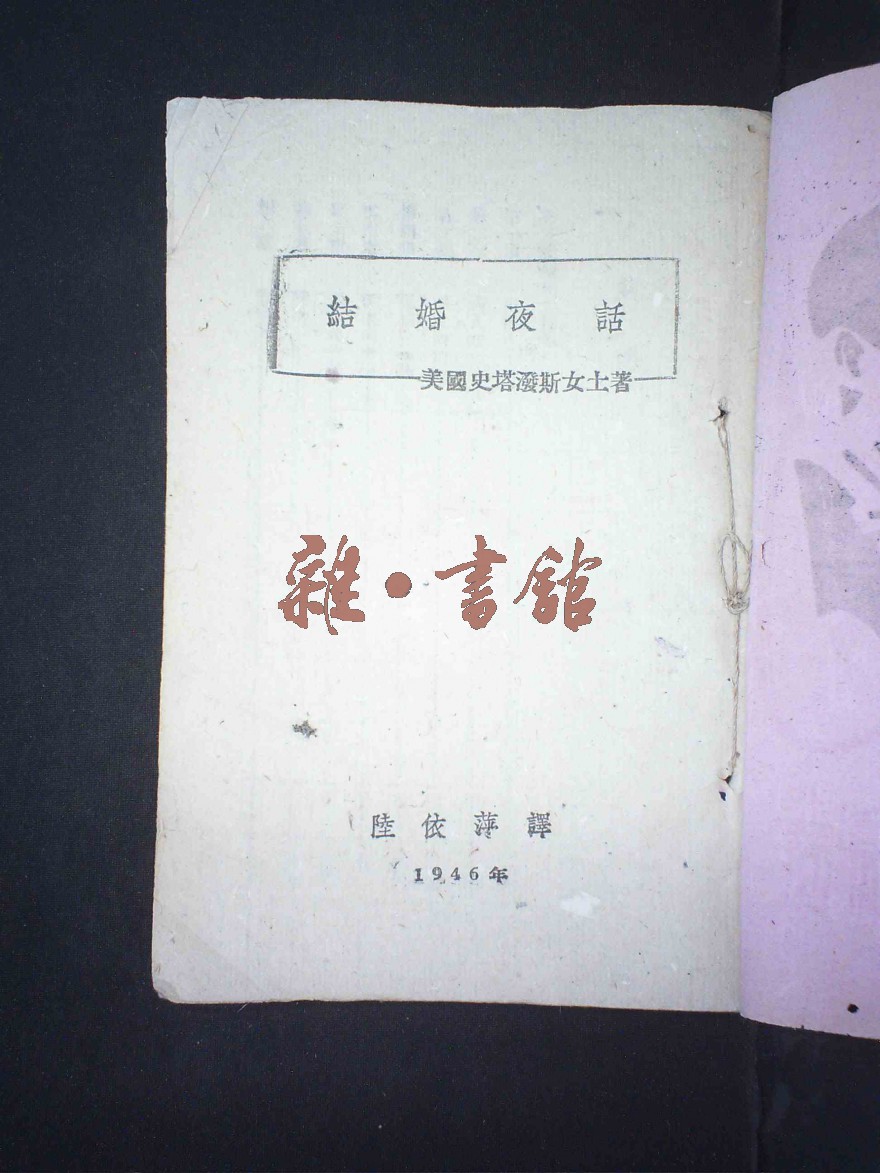 結婚夜話
美國史塔潑斯女士著
雜·書館
陸依萍譯
1946年